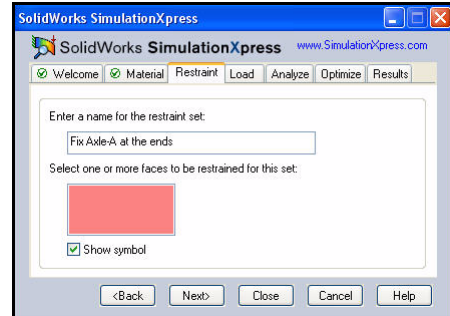 SolidWorks SimulationXpress
SolidWorks SimulationXpress www.SimulationXpress.com
Welcome Material Restraint Load Analyze Optimize Results
Enter a name for the restraint set:
Fix Axle-A at the ends
Select one or more faces to be restrained for this set:
Show symbol
<Back Next> Close Cancel Help